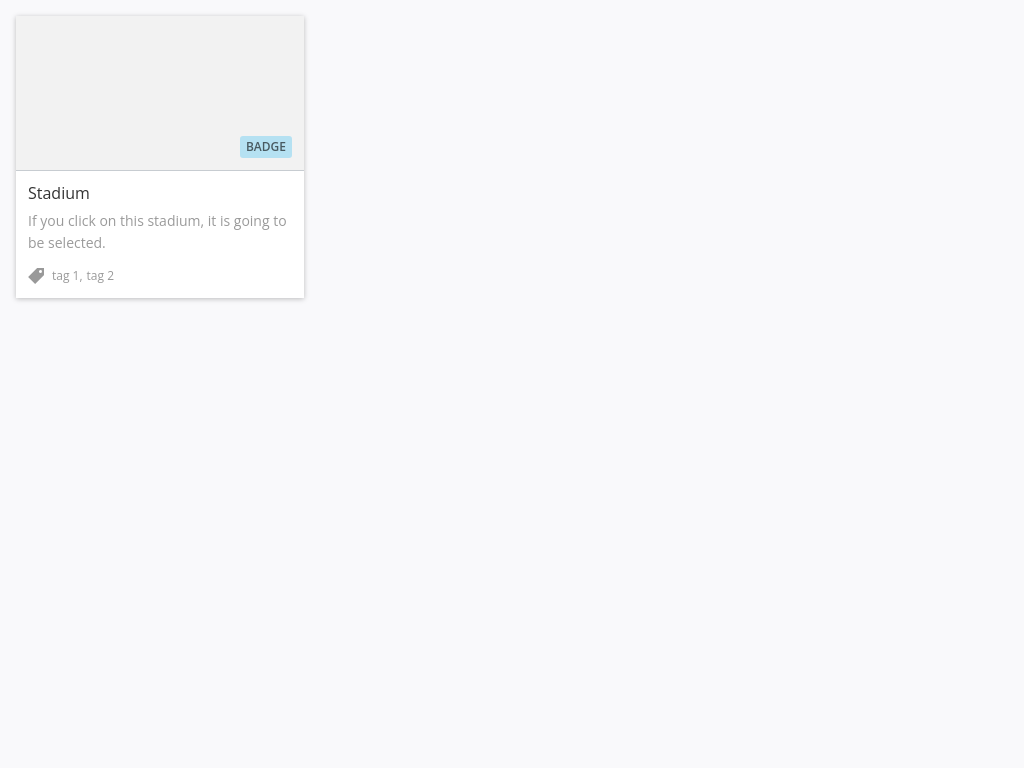 BADGE
Stadium
If you click on this stadium, it is going to
be selected.
tag 1, tag 2